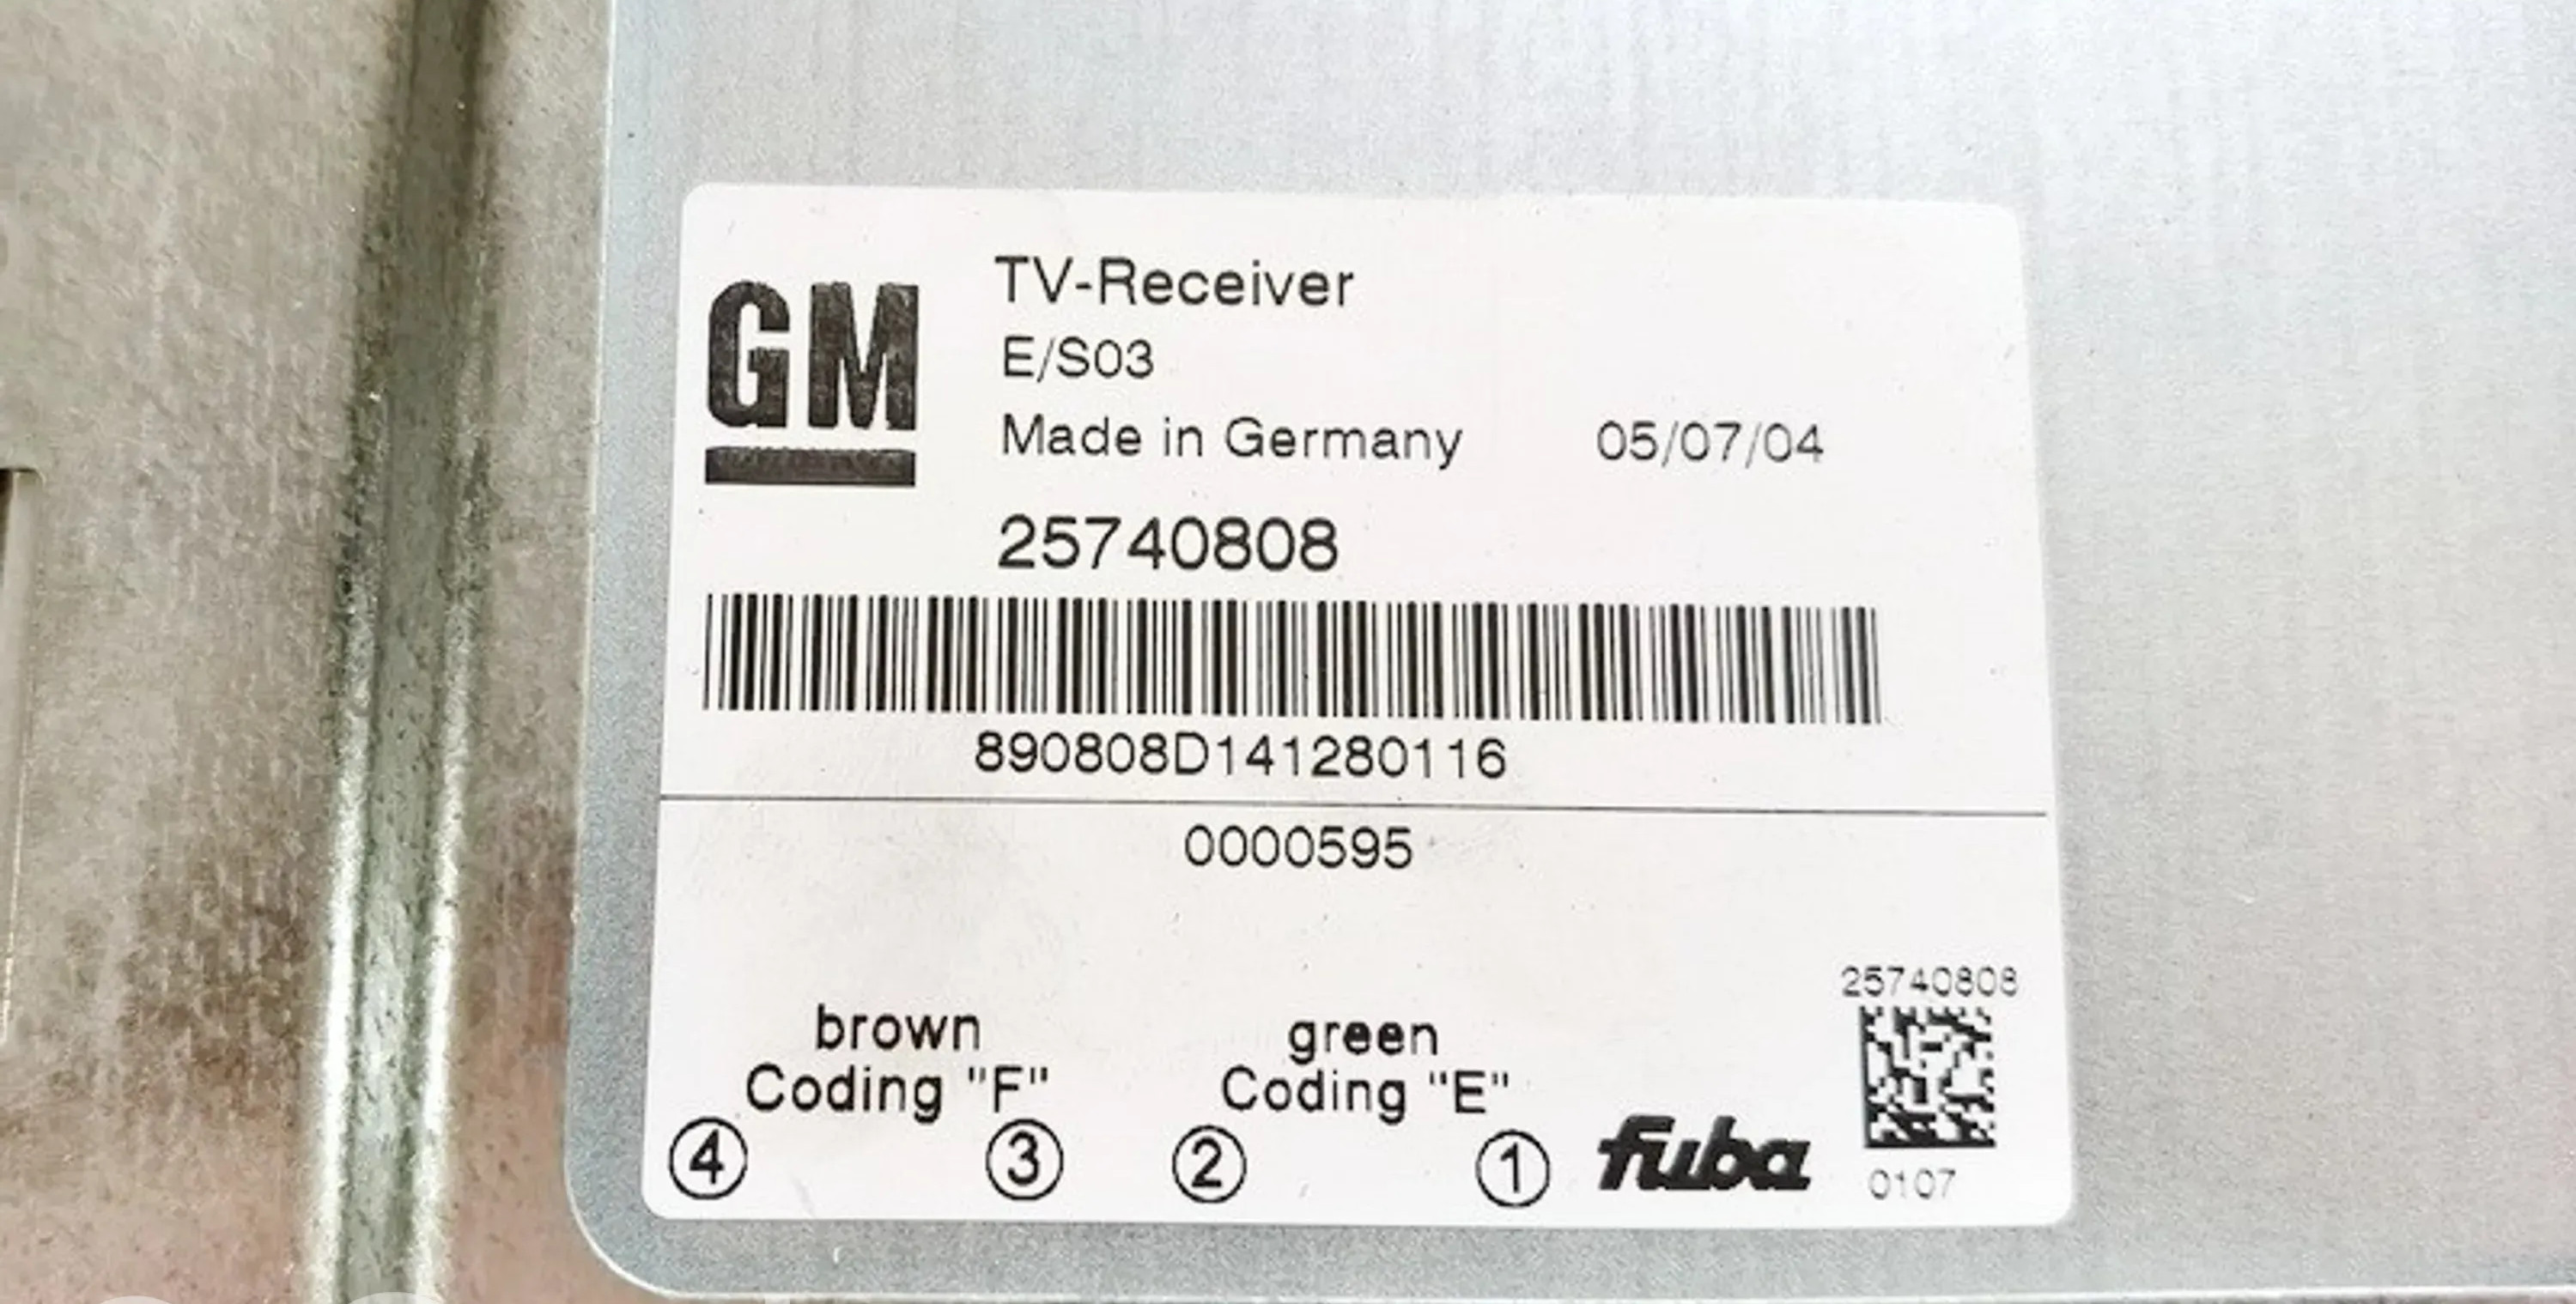 GM
TV-Receiver
E/S03
Made in Germany 05/07/04
25740808
890808D141280116
0000595
25740808
brown green
Coding "F" Coding "E"
4 3 2 1 fuba
0107